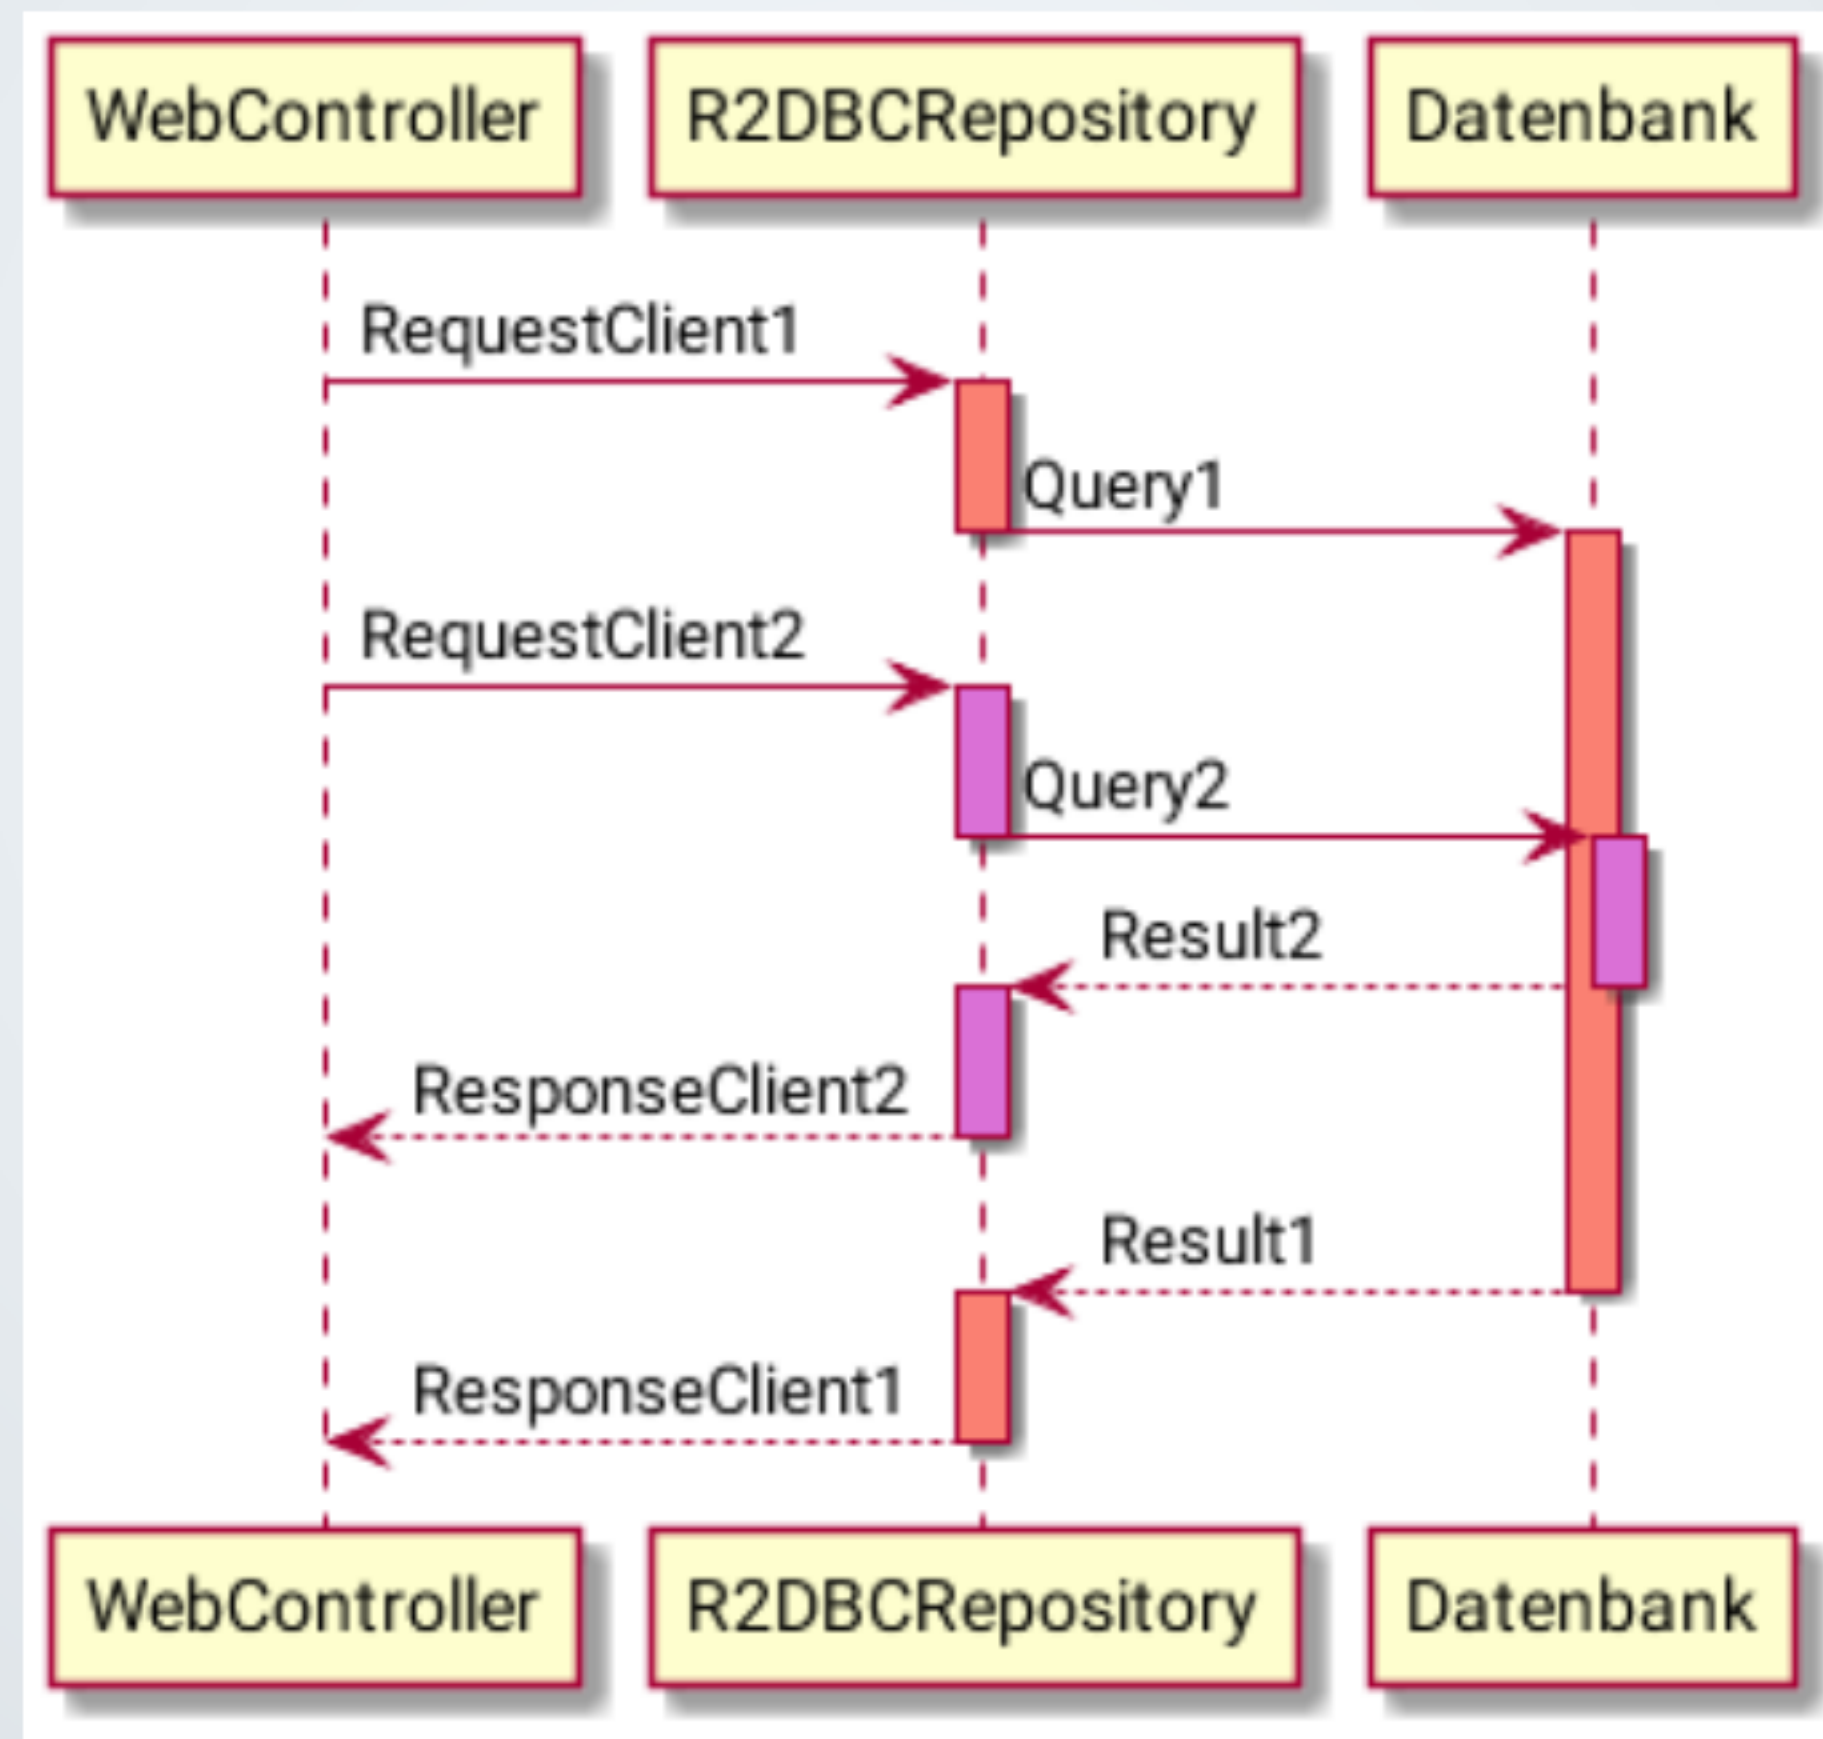 WebController
R2DBCRepository
Datenbank
RequestClient1
Query1
RequestClient2
Query2
Result2
ResponseClient2
Result1
ResponseClient1
WebController
R2DBCRepository
Datenbank